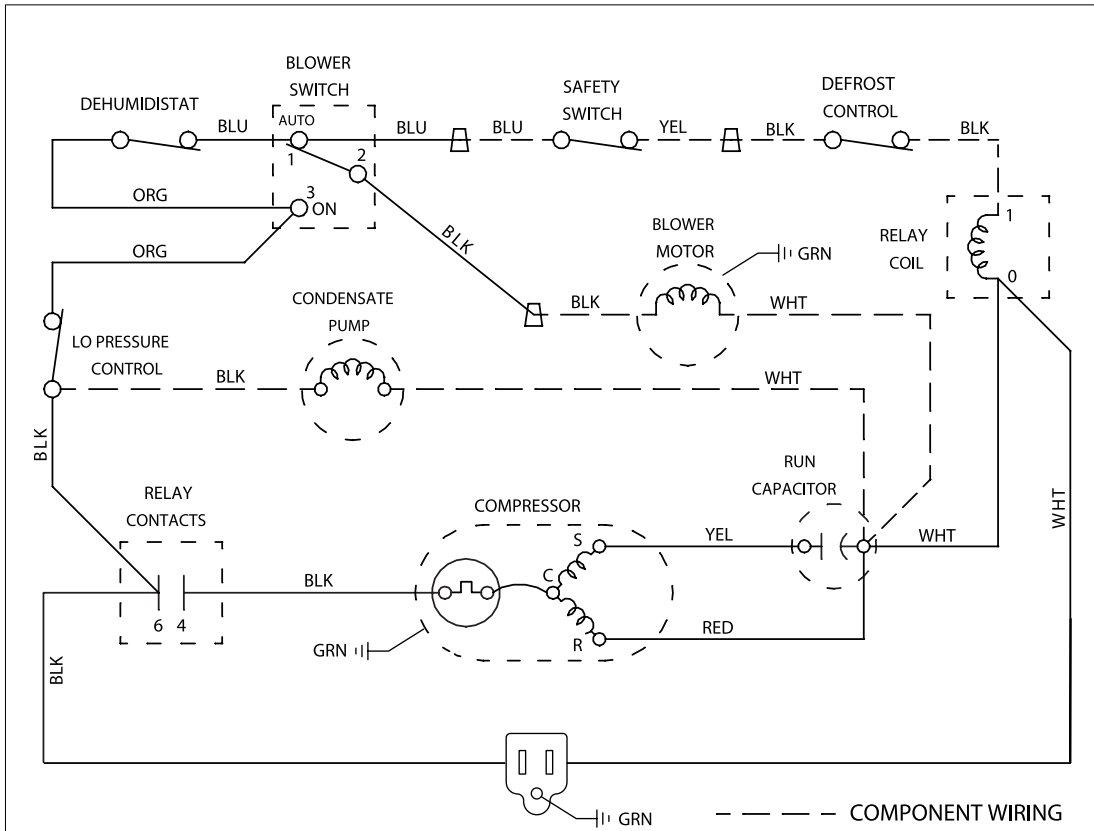 BLOWER
SWITCH
DEHUMIDISTAT
SAFETY
SWITCH
DEFROST
CONTROL
BLU
AUTO
BLU
BLU
YEL
BLK
BLK
1
2
ORG
3
ON
BLK
BLOWER
MOTOR
GRN
RELAY
COIL
1
0
ORG
CONDENSATE
PUMP
BLK
WHT
LO PRESSURE
CONTROL
BLK
WHT
BLK
RELAY
CONTACTS
COMPRESSOR
RUN
CAPACITOR
WHT
S
YEL
WHT
BLK
C
6 4
R
RED
GRN
BLK
GRN
COMPONENT WIRING